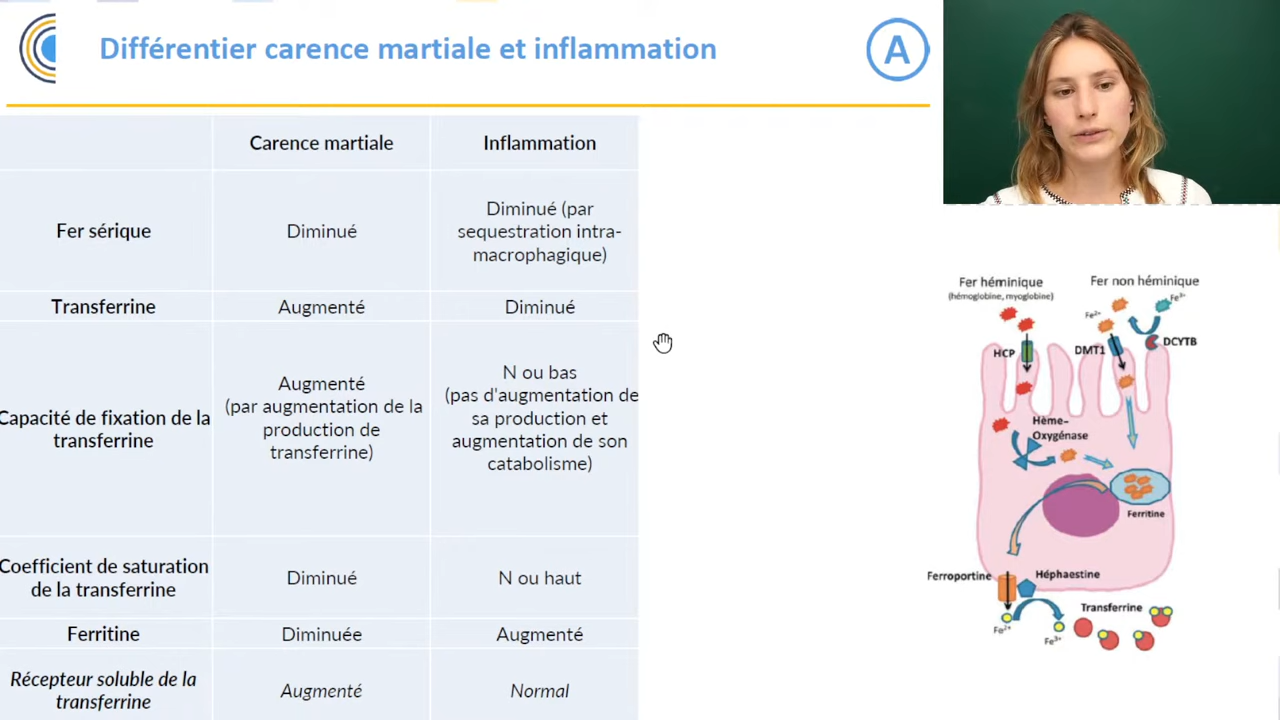 Différentier carence martiale et inflammation
A
Carence martiale
Inflammation
Fer sérique
Diminué
Diminué (par
sequestration intra-
macrophagique)
Transferrine
Augmenté
Diminué
Capacité de fixation de la
transferrine
Augmenté
(par augmentation de la
production de
transferrine)
N ou bas
(pas d'augmentation de
sa production et
augmentation de son
catabolisme)
Coefficient de saturation
de la transferrine
Diminué
N ou haut
Ferritine
Diminuée
Augmenté
Récepteur soluble de la
transferrine
Augmenté
Normal
Fer héminique
(hémoglobine, myoglobine)
Fer non héminique
Fe²⁺
Fe³⁺
HCP
DMT1
DCYTB
Hème-
Oxygénase
Ferritine
Ferroportine
Héphaestine
Transferrine
Fe²⁺
Fe³⁺